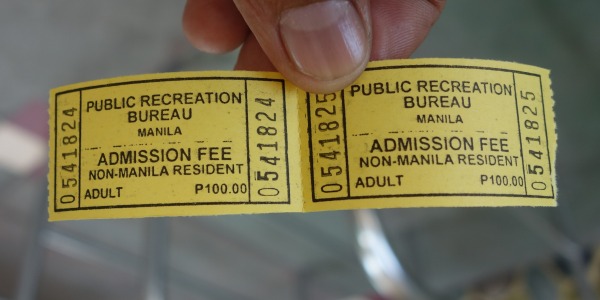 0541824
PUBLIC RECREATION
BUREAU
MANILA
ADMISSION FEE
NON-MANILA RESIDENT
ADULT P100.00
0541824
0541825
PUBLIC RECREATION
BUREAU
MANILA
ADMISSION FEE
NON-MANILA RESIDENT
ADULT P100.00
0541825